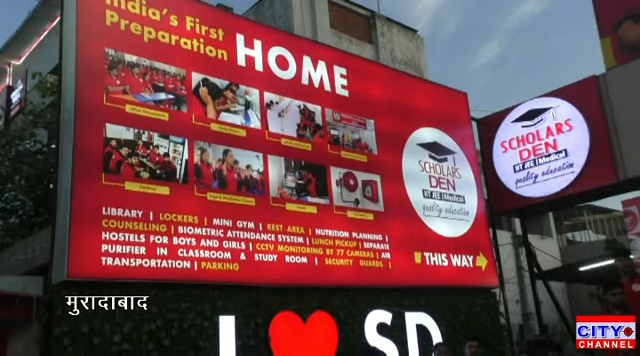 India's First
Preparation HOME
LIBRARY | LOCKERS | MINI GYM | REST AREA | NUTRITION PLANNING |
COUNSELING | BIOMETRIC ATTENDANCE SYSTEM | LUNCH PICKUP | SEPARATE
HOSTELS FOR BOYS AND GIRLS | CCTV MONITORING BY 77 CAMERAS | AIR
PURIFIER IN CLASSROOM & STUDY ROOM | SECURITY GUARDS |
TRANSPORTATION | PARKING
SCHOLARS
DEN
IIT JEE | Medical
quality education
THIS WAY
SCHOLARS
DEN
IIT JEE | Medical
quality education
I ♥ SD
मुरादाबाद
CITY
CHANNEL